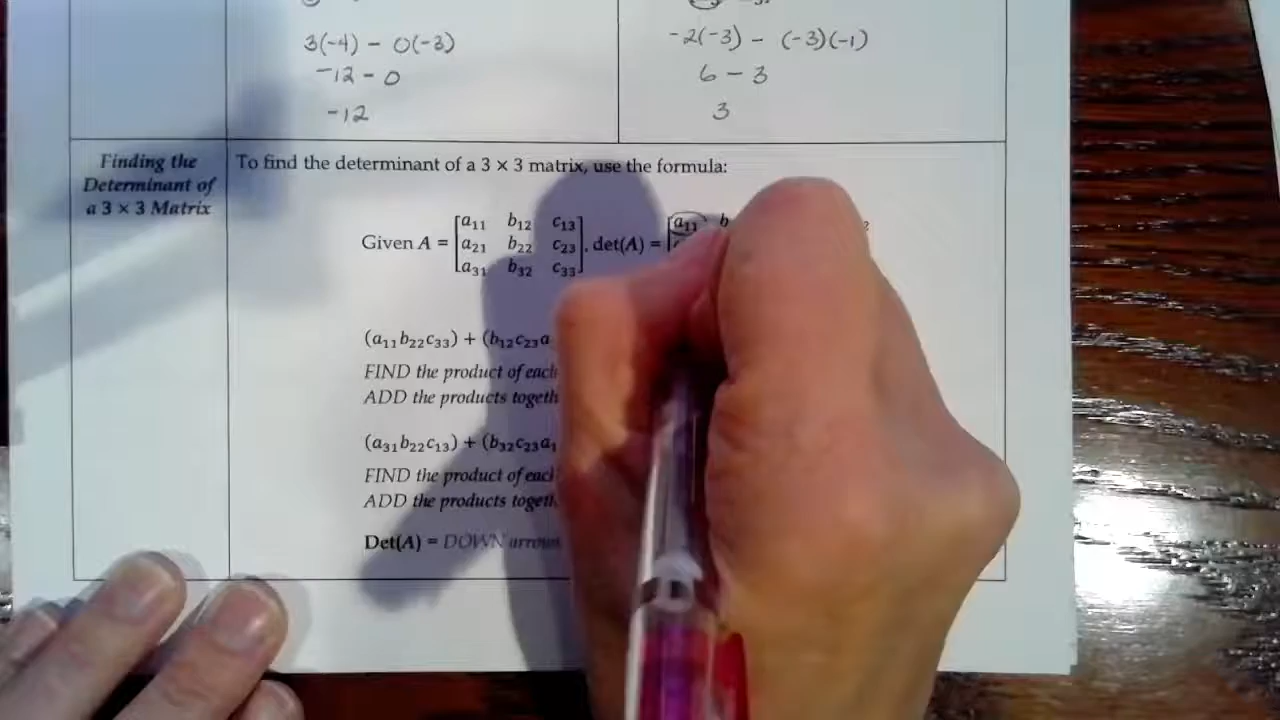 3(-4) - 0(-3)
-12 - 0
-12
-2(-3) - (-3)(-1)
6 - 3
3
Finding the
Determinant of
a 3 × 3 Matrix
To find the determinant of a 3 × 3 matrix, use the formula:
Given A = [a₁₁ b₁₂ c₁₃
a₂₁ b₂₂ c₂₃
a₃₁ b₃₂ c₃₃], det(A) = [a₁₁ b
(a₁₁b₂₂c₃₃) + (b₁₂c₂₃a
FIND the product of each
ADD the products togeth
(a₃₁b₂₂c₁₃) + (b₃₂c₂₃a₁
FIND the product of each
ADD the products togeth
Det(A) = DOWN arrows